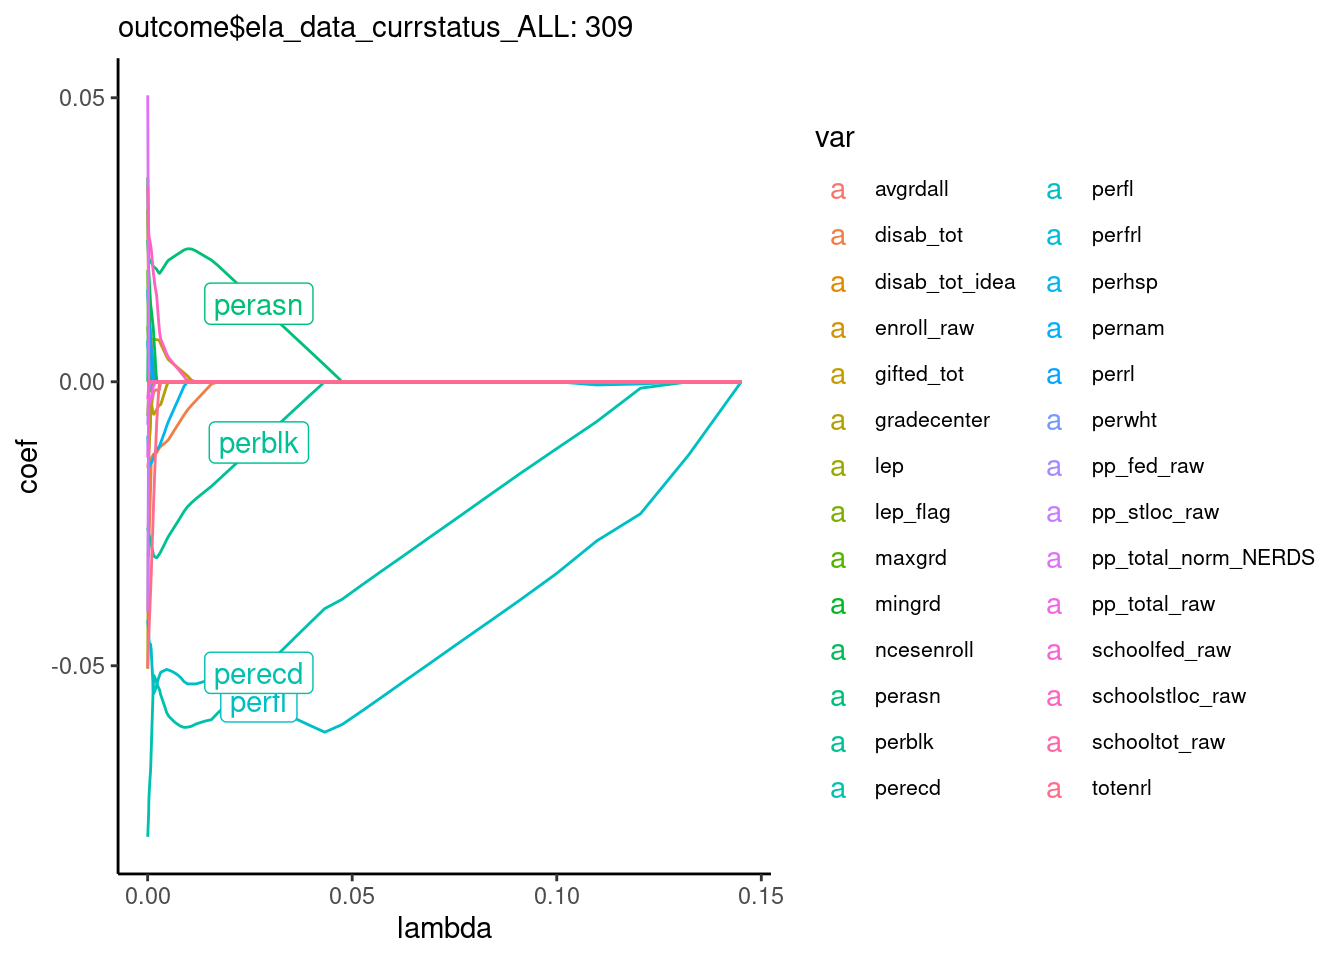 outcome$ela_data_currstatus_ALL: 309
0.05
0.00
-0.05
coef
perasn
perblk
perecd
perfl
0.00 0.05 0.10 0.15
lambda
var
a avgrdall
a disab_tot
a disab_tot_idea
a enroll_raw
a gifted_tot
a gradecenter
a lep
a lep_flag
a maxgrd
a mingrd
a ncesenroll
a perasn
a perblk
a perecd
a perfl
a perfrl
a perhsp
a pernam
a perrl
a perwht
a pp_fed_raw
a pp_stloc_raw
a pp_total_norm_NERDS
a pp_total_raw
a schoolfed_raw
a schoolstloc_raw
a schooltot_raw
a totenrl